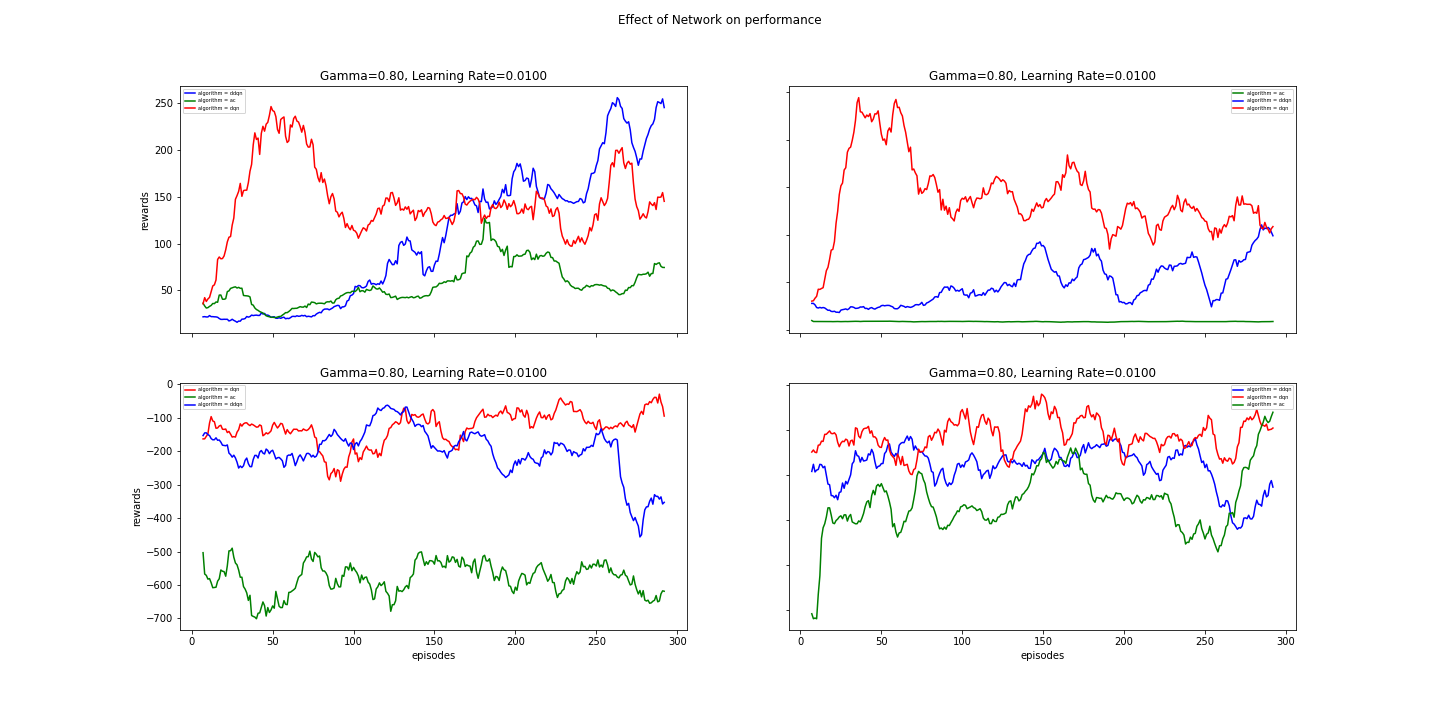 Effect of Network on performance
Gamma=0.80, Learning Rate=0.0100
Gamma=0.80, Learning Rate=0.0100
algorithm = ddqn
algorithm = ac
algorithm = dqn
algorithm = ac
algorithm = ddqn
algorithm = dqn
250
200
150
100
50
rewards
Gamma=0.80, Learning Rate=0.0100
Gamma=0.80, Learning Rate=0.0100
algorithm = dqn
algorithm = ac
algorithm = ddqn
algorithm = ddqn
algorithm = dqn
algorithm = ac
0
−100
−200
−300
−400
−500
−600
−700
rewards
0 50 100 150 200 250 300
0 50 100 150 200 250 300
episodes
episodes